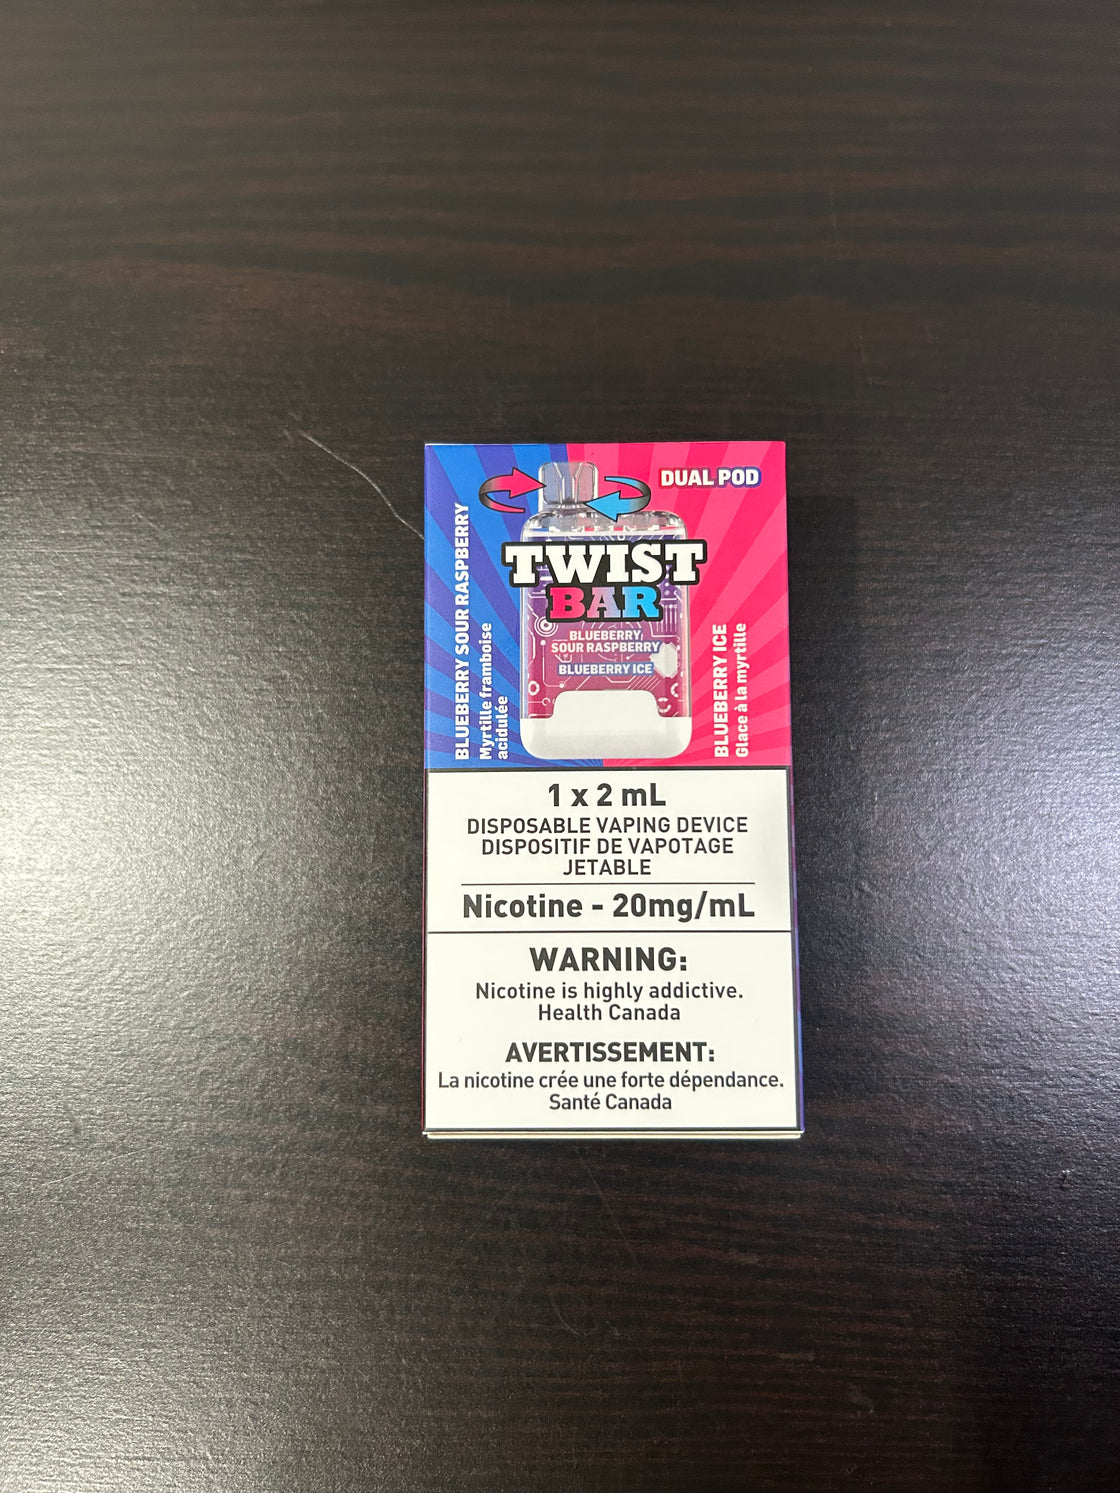 DUAL POD
TWIST
BAR
BLUEBERRY
SOUR RASPBERRY
BLUEBERRY ICE
BLUEBERRY SOUR RASPBERRY
Myrtille framboise
acidulée
BLUEBERRY ICE
Glace à la myrtille
1 x 2 mL
DISPOSABLE VAPING DEVICE
DISPOSITIF DE VAPOTAGE
JETABLE
Nicotine - 20mg/mL
WARNING:
Nicotine is highly addictive.
Health Canada
AVERTISSEMENT:
La nicotine crée une forte dépendance.
Santé Canada